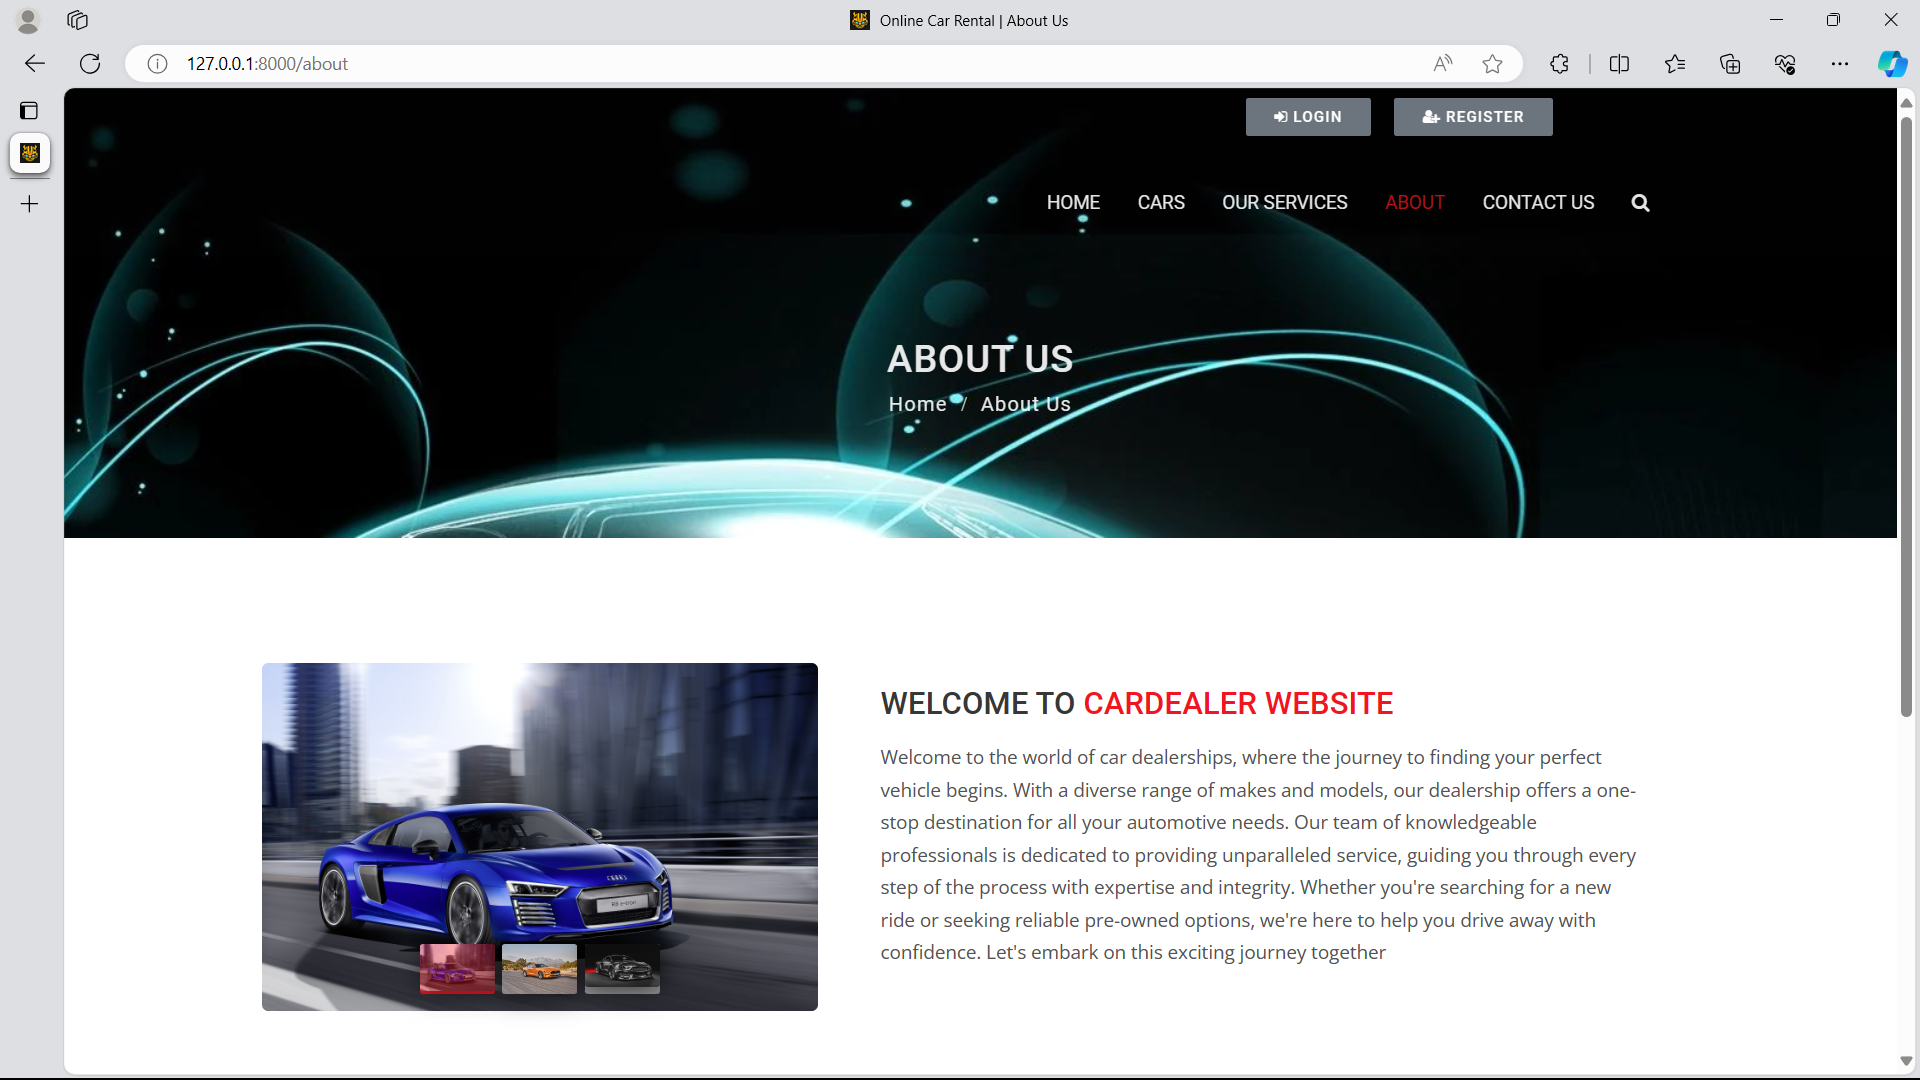 Online Car Rental | About Us
127.0.0.1:8000/about
LOGIN
REGISTER
HOME
CARS
OUR SERVICES
ABOUT
CONTACT US
ABOUT US
Home / About Us
WELCOME TO CARDEALER WEBSITE
Welcome to the world of car dealerships, where the journey to finding your perfect
vehicle begins. With a diverse range of makes and models, our dealership offers a one-
stop destination for all your automotive needs. Our team of knowledgeable
professionals is dedicated to providing unparalleled service, guiding you through every
step of the process with expertise and integrity. Whether you're searching for a new
ride or seeking reliable pre-owned options, we're here to help you drive away with
confidence. Let's embark on this exciting journey together
R8 e-tron